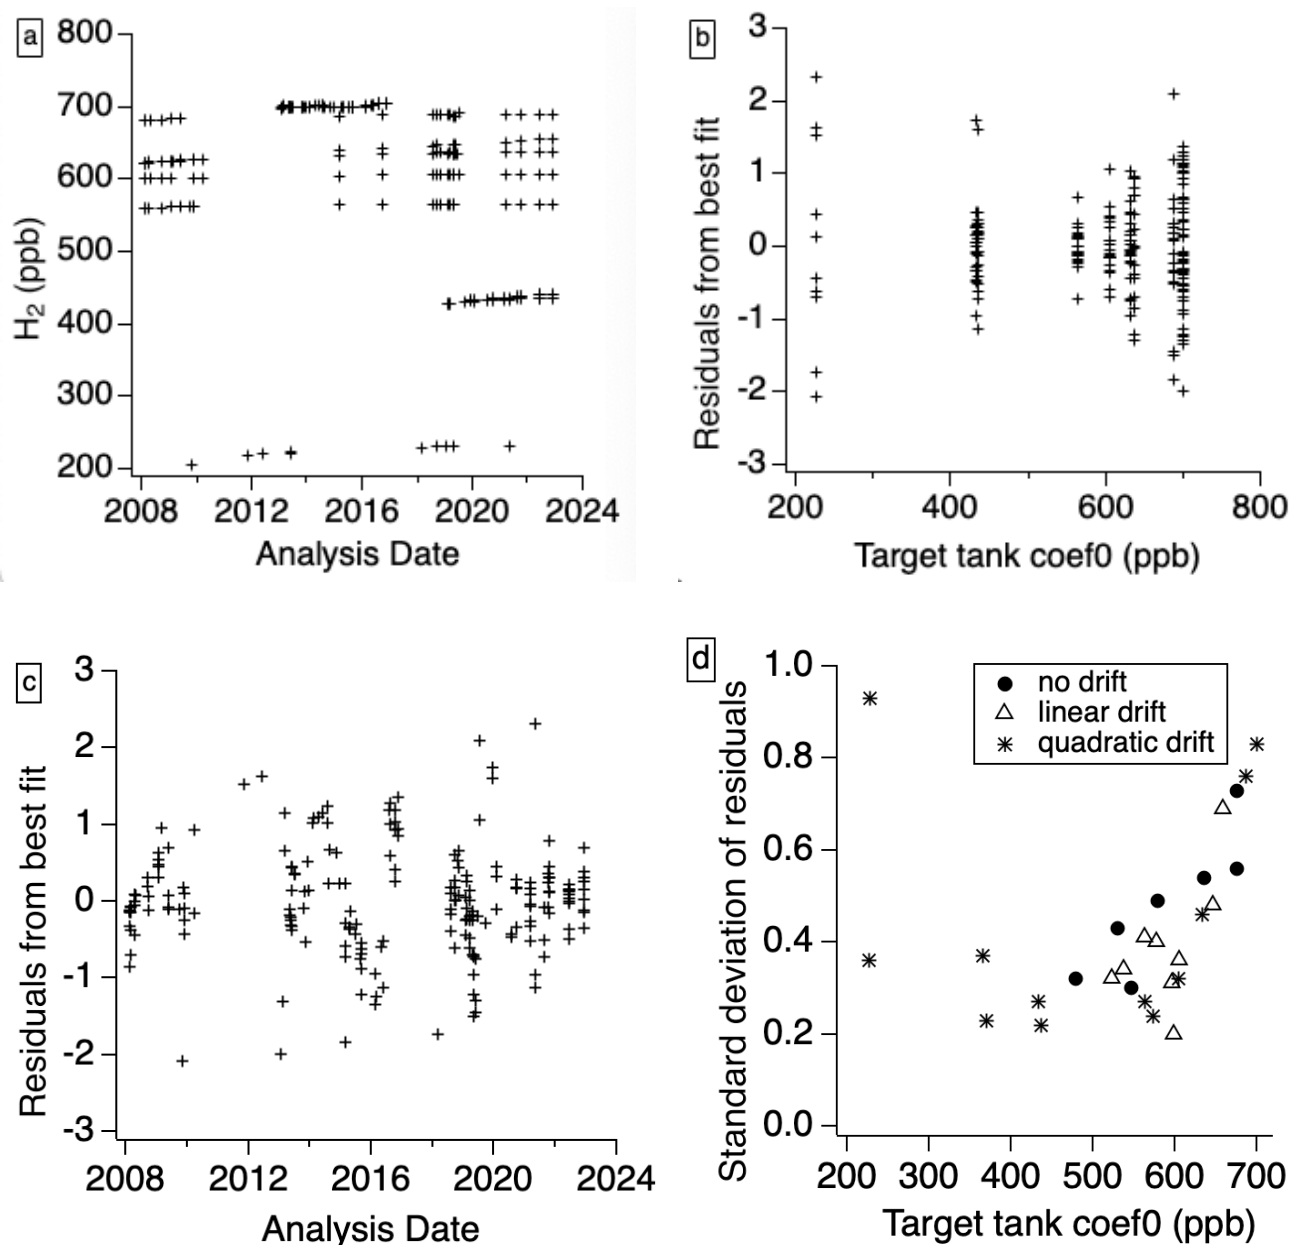 a
800
700
600
500
400
300
200
H2 (ppb)
2008 2012 2016 2020 2024
Analysis Date
b
3
2
1
0
-1
-2
-3
Residuals from best fit
200 400 600 800
Target tank coef0 (ppb)
c
3
2
1
0
-1
-2
-3
Residuals from best fit
2008 2012 2016 2020 2024
Analysis Date
d
1.0
0.8
0.6
0.4
0.2
0.0
Standard deviation of residuals
no drift
linear drift
quadratic drift
200 300 400 500 600 700
Target tank coef0 (ppb)